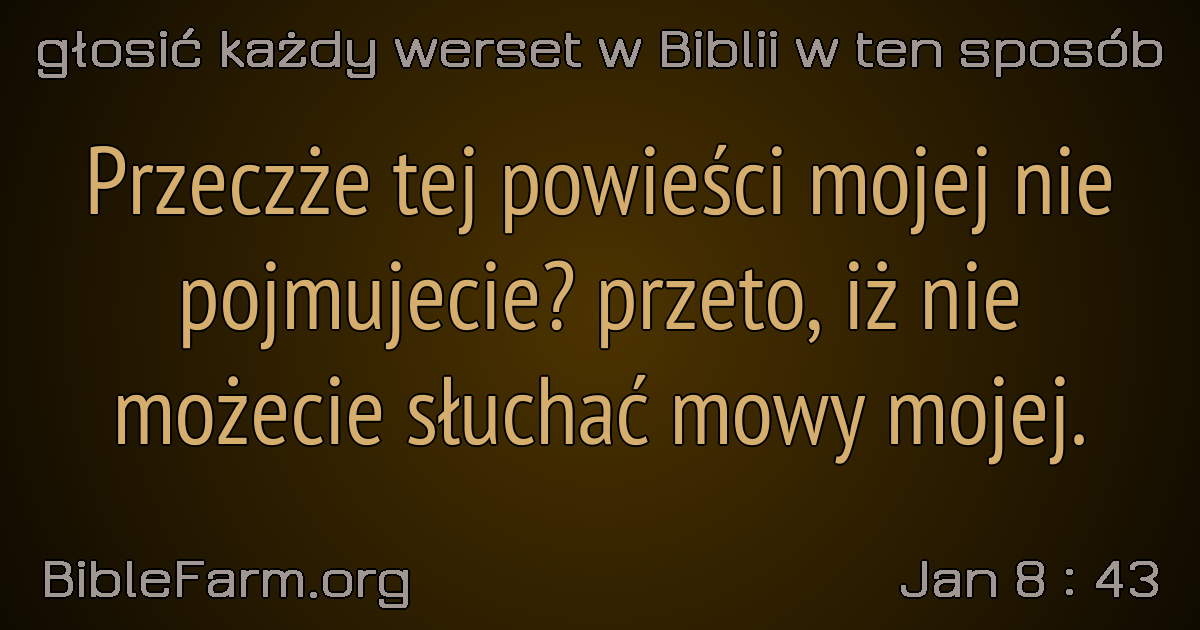 głosić każdy werset w Biblii w ten sposób
Przeczże tej powieści mojej nie
pojmujecie? przeto, iż nie
możecie słuchać mowy mojej.
BibleFarm.org
Jan 8 : 43